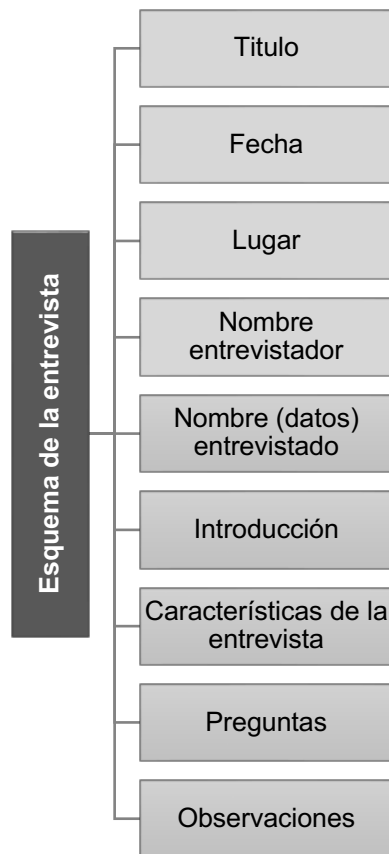 Esquema de la entrevista
Titulo
Fecha
Lugar
Nombre
entrevistador
Nombre (datos)
entrevistado
Introducción
Características de la
entrevista
Preguntas
Observaciones